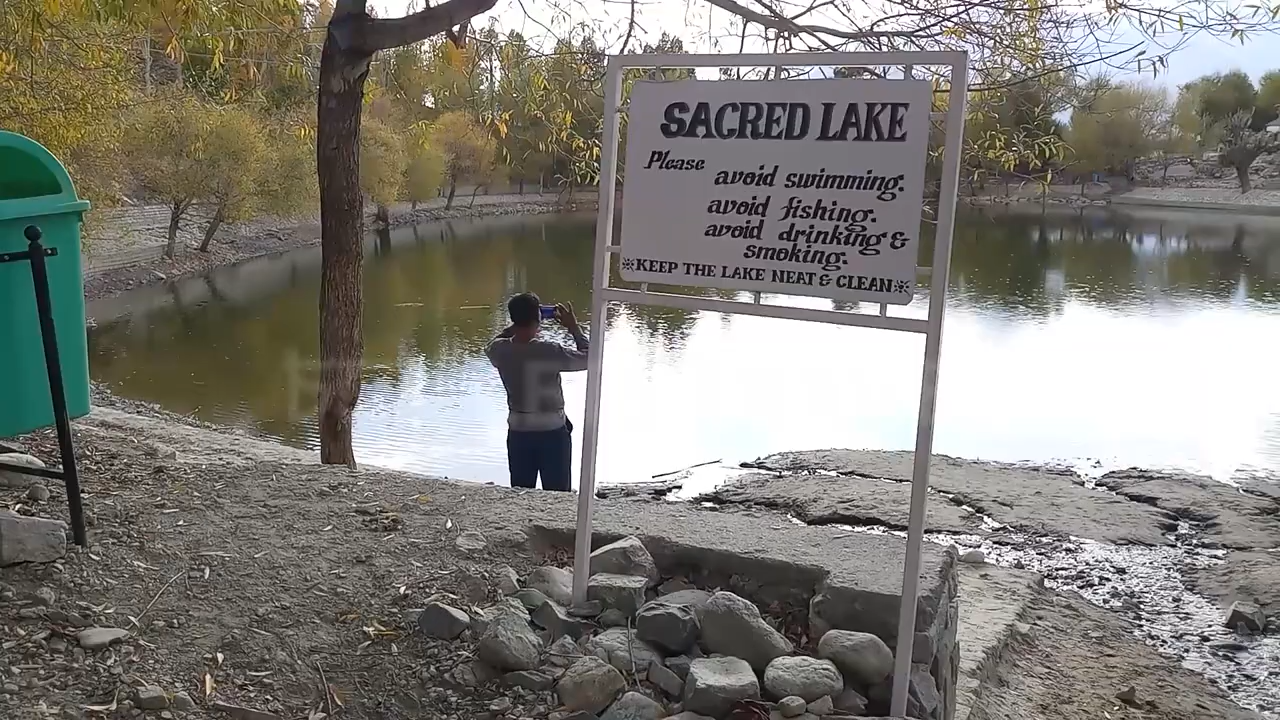 SACRED LAKE
Please avoid swimming.
avoid fishing.
avoid drinking &
smoking.
※KEEP THE LAKE NEAT & CLEAN※